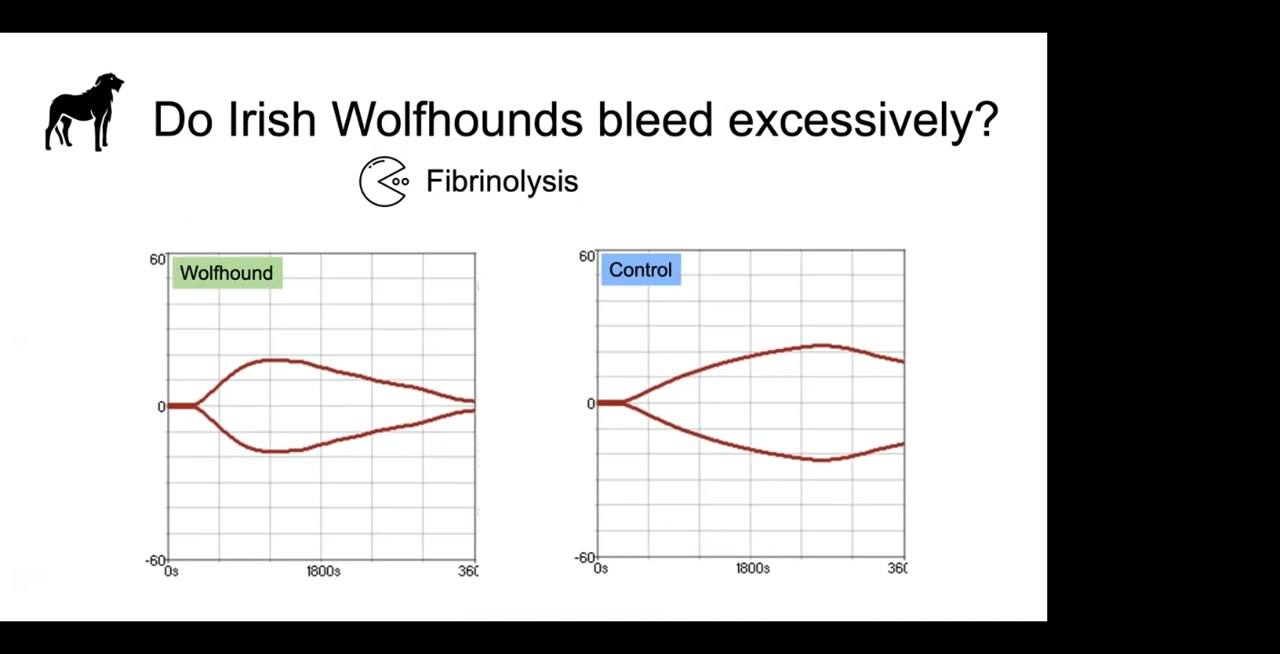 Do Irish Wolfhounds bleed excessively?
Fibrinolysis
60
Wolfhound
0
-60
0s
1800s
360
60
Control
0
-60
0s
1800s
360